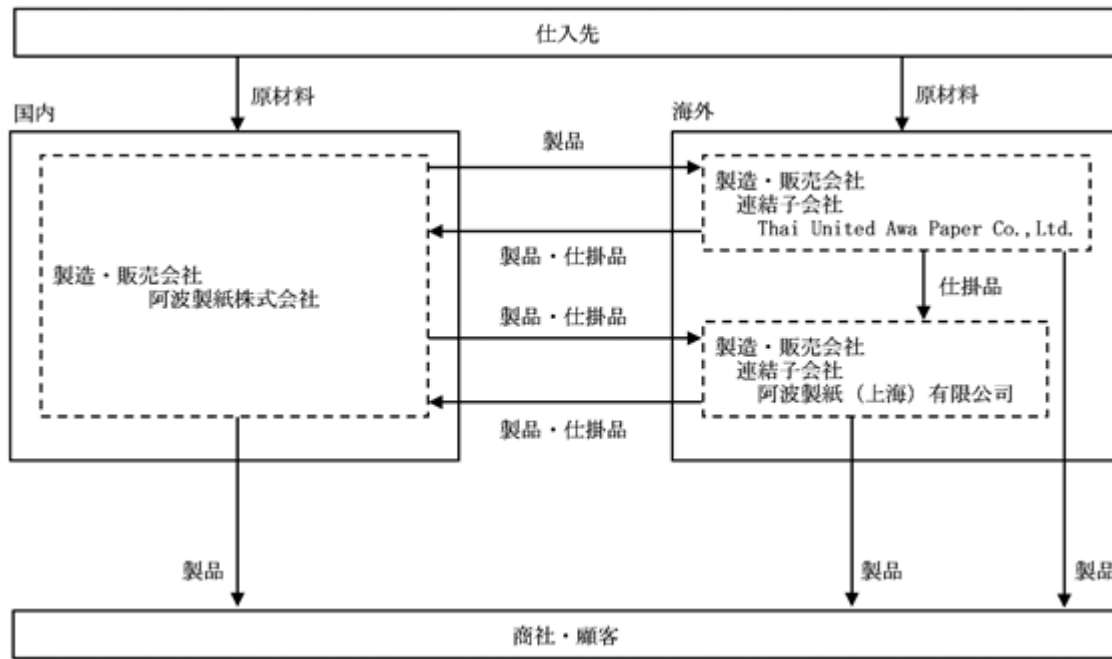 仕入先
原材料
原材料
国内
海外
製品
製造・販売会社
連結子会社
Thai United Awa Paper Co.,Ltd.
製品・仕掛品
製造・販売会社
阿波製紙株式会社
仕掛品
製品・仕掛品
製造・販売会社
連結子会社
阿波製紙（上海）有限公司
製品・仕掛品
製品
製品
製品
商社・顧客